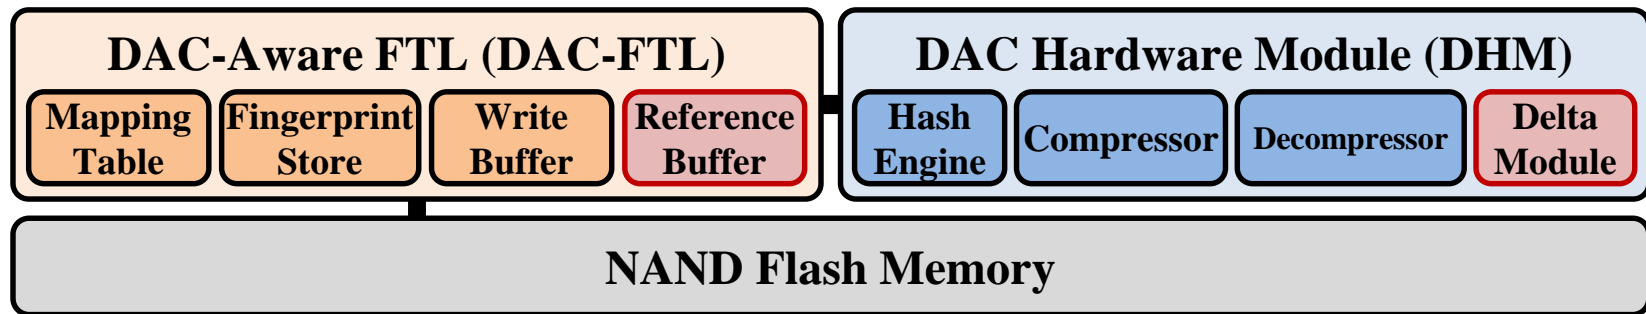 DAC-Aware FTL (DAC-FTL)
Mapping
Table
Fingerprint
Store
Write
Buffer
Reference
Buffer
DAC Hardware Module (DHM)
Hash
Engine
Compressor
Decompressor
Delta
Module
NAND Flash Memory